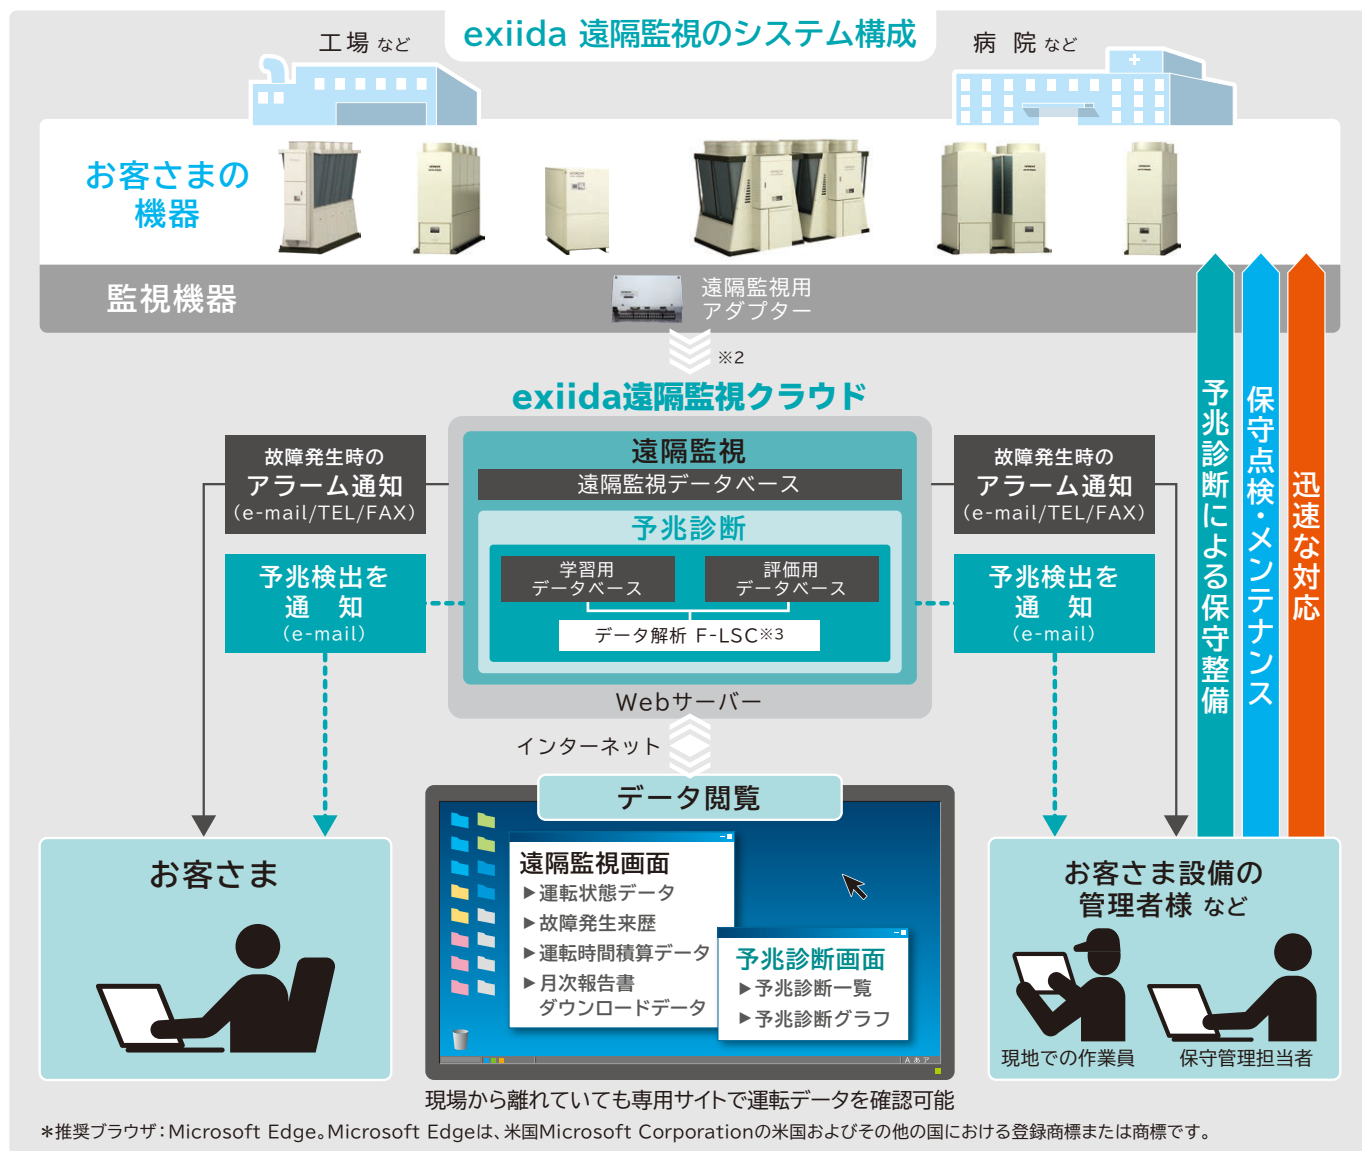 exiida 遠隔監視のシステム構成
工場 など
病 院 など
お客さまの
機器
監視機器
遠隔監視用
アダプター
※2
exiida遠隔監視クラウド
遠隔監視
遠隔監視データベース
予兆診断
学習用
データベース
評価用
データベース
データ解析 F-LSC※3
Webサーバー
故障発生時の
アラーム通知
（e-mail/TEL/FAX）
予兆検出を
通 知
（e-mail）
故障発生時の
アラーム通知
（e-mail/TEL/FAX）
予兆検出を
通 知
（e-mail）
予兆診断による保守整備
保守点検・メンテナンス
迅速な対応
インターネット
データ閲覧
遠隔監視画面
▶運転状態データ
▶故障発生来歴
▶運転時間積算データ
▶月次報告書
ダウンロードデータ
予兆診断画面
▶予兆診断一覧
▶予兆診断グラフ
A あ ア
お客さま
お客さま設備の
管理者様 など
現地での作業員
保守管理担当者
現場から離れていても専用サイトで運転データを確認可能
＊推奨ブラウザ：Microsoft Edge。Microsoft Edgeは、米国Microsoft Corporationの米国およびその他の国における登録商標または商標です。